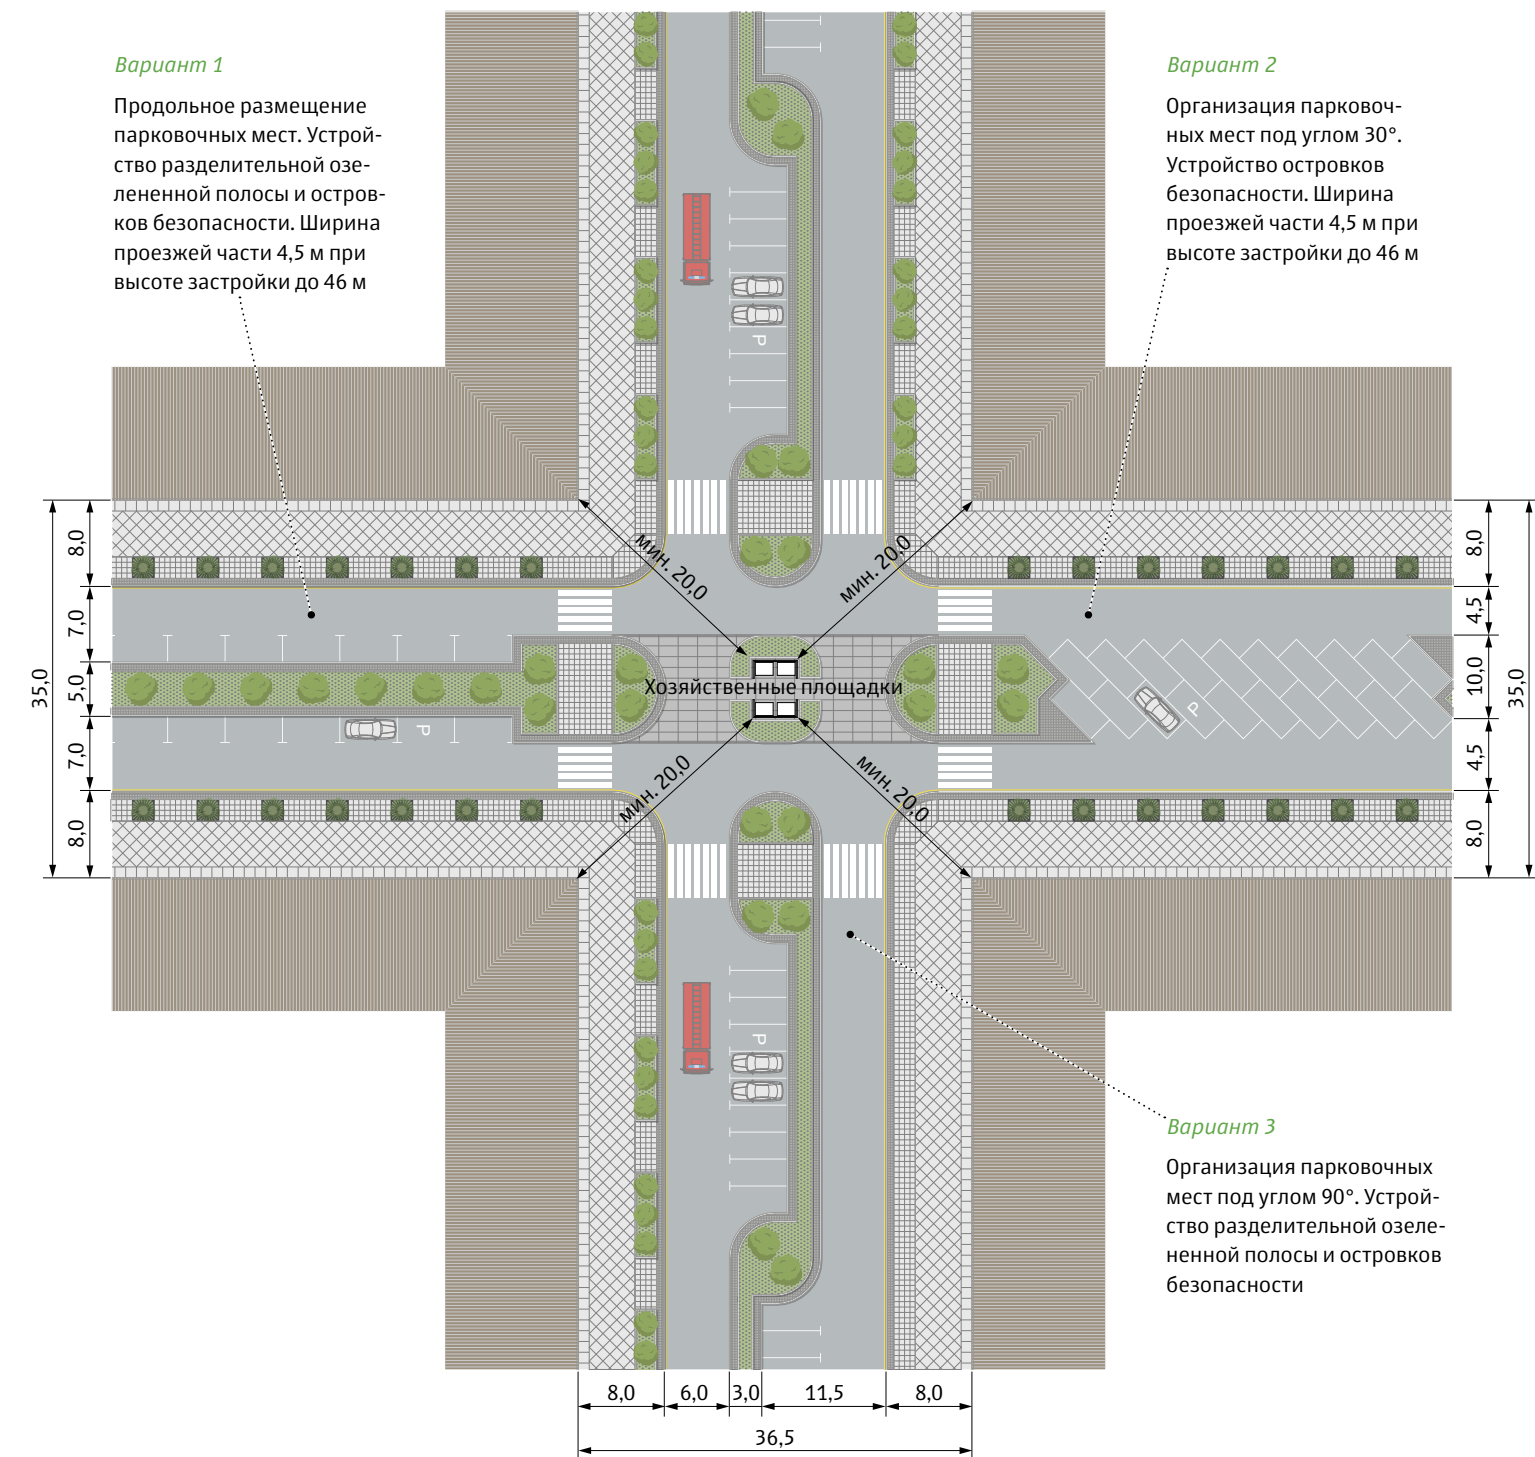 Вариант 1
Продольное размещение
парковочных мест. Устрой-
ство разделительной озе-
лененной полосы и остров-
ков безопасности. Ширина
проезжей части 4,5 м при
высоте застройки до 46 м
Вариант 2
Организация парковоч-
ных мест под углом 30°.
Устройство островков
безопасности. Ширина
проезжей части 4,5 м при
высоте застройки до 46 м
P
35,0
8,0
7,0
5,0
7,0
8,0
мин. 20,0
мин. 20,0
Хозяйственные площадки
мин. 20,0
мин. 20,0
P
P
8,0
4,5
10,0
4,5
8,0
35,0
P
Вариант 3
Организация парковочных
мест под углом 90°. Устрой-
ство разделительной озеле-
ненной полосы и островков
безопасности
8,0 6,0 3,0 11,5 8,0
36,5